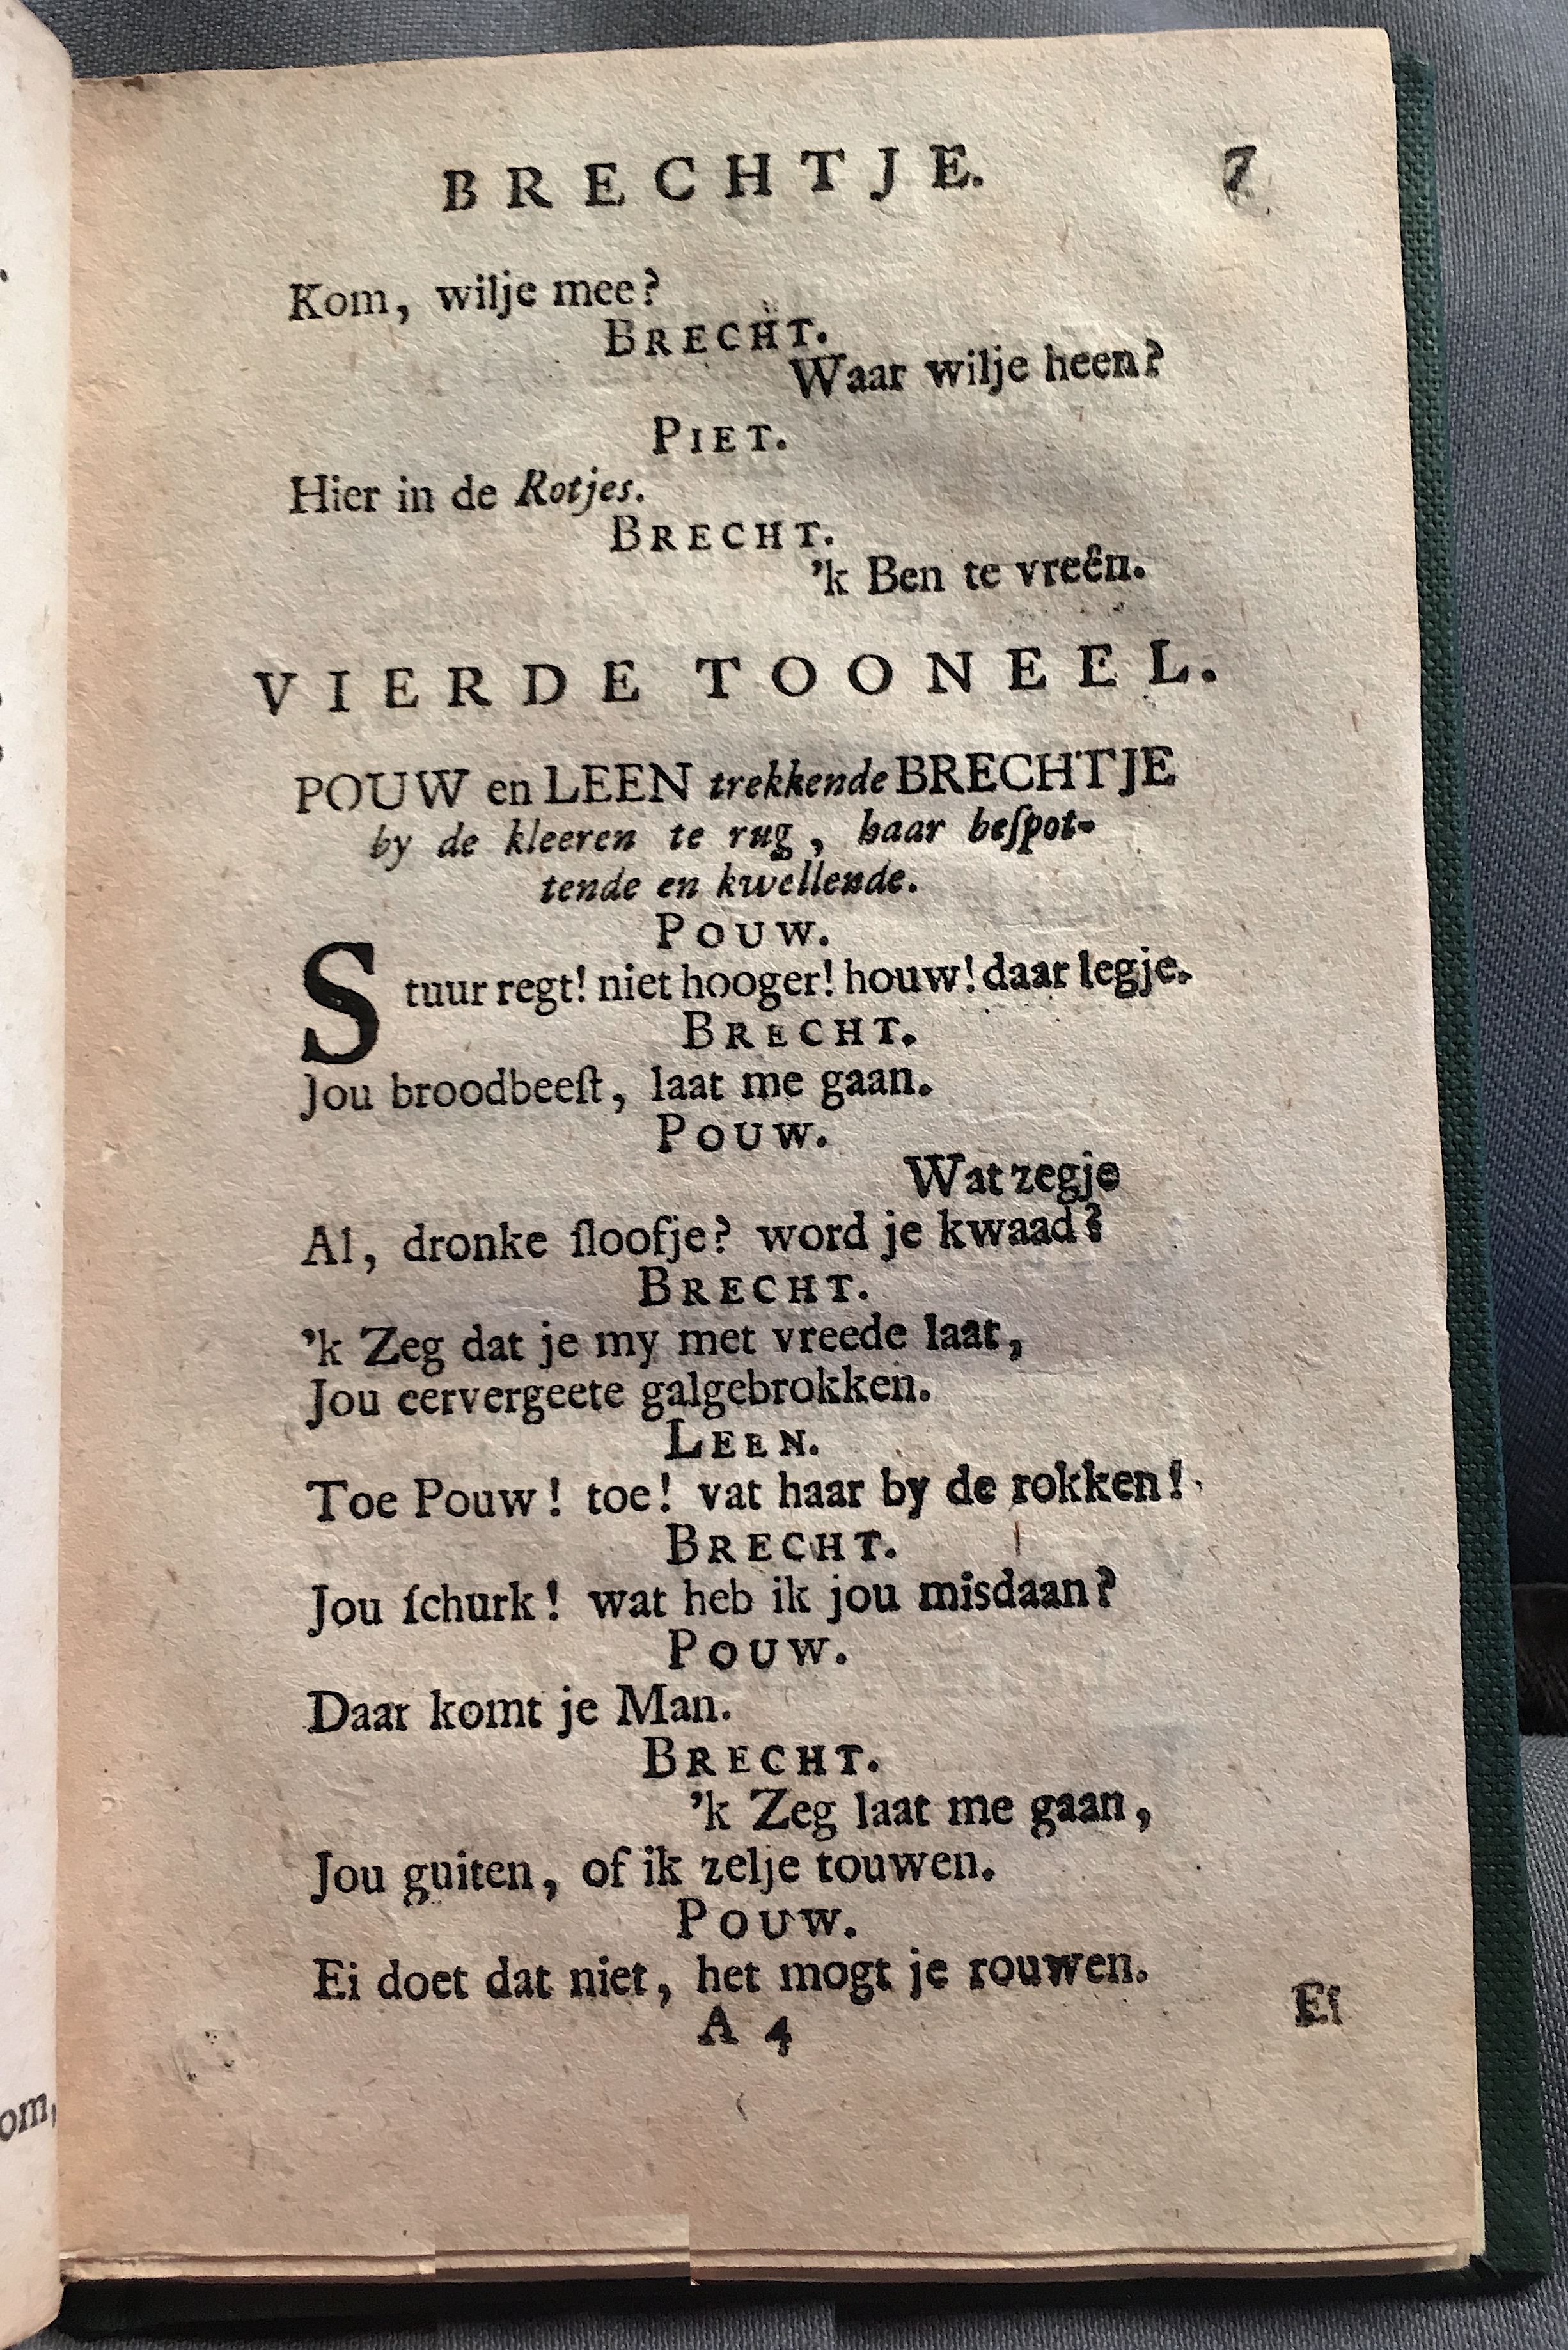 BRECHTJE. 7
Kom, wilje mee?
BRECHT.
Waar wilje heen?
PIET.
Hier in de Rotjes.
BRECHT.
'k Ben te vreên.
VIERDE TOONEEL.
POUW en LEEN trekkende BRECHTJE
by de kleeren te rug, haar beſpot-
tende en kwellende.
POUW.
Stuur regt! niet hooger! houw! daar legje.
BRECHT.
Jou broodbeeſt, laat me gaan.
POUW.
Wat zegje
Al, dronke ſloofje? word je kwaad?
BRECHT.
'k Zeg dat je my met vreede laat,
Jou eervergeete galgebrokken.
LEEN.
Toe Pouw! toe! vat haar by de rokken!
BRECHT.
Jou ſchurk! wat heb ik jou misdaan?
POUW.
Daar komt je Man.
BRECHT.
'k Zeg laat me gaan,
Jou guiten, of ik zelje touwen.
POUW.
Ei doet dat niet, het mogt je rouwen.
A 4 Ei
om,